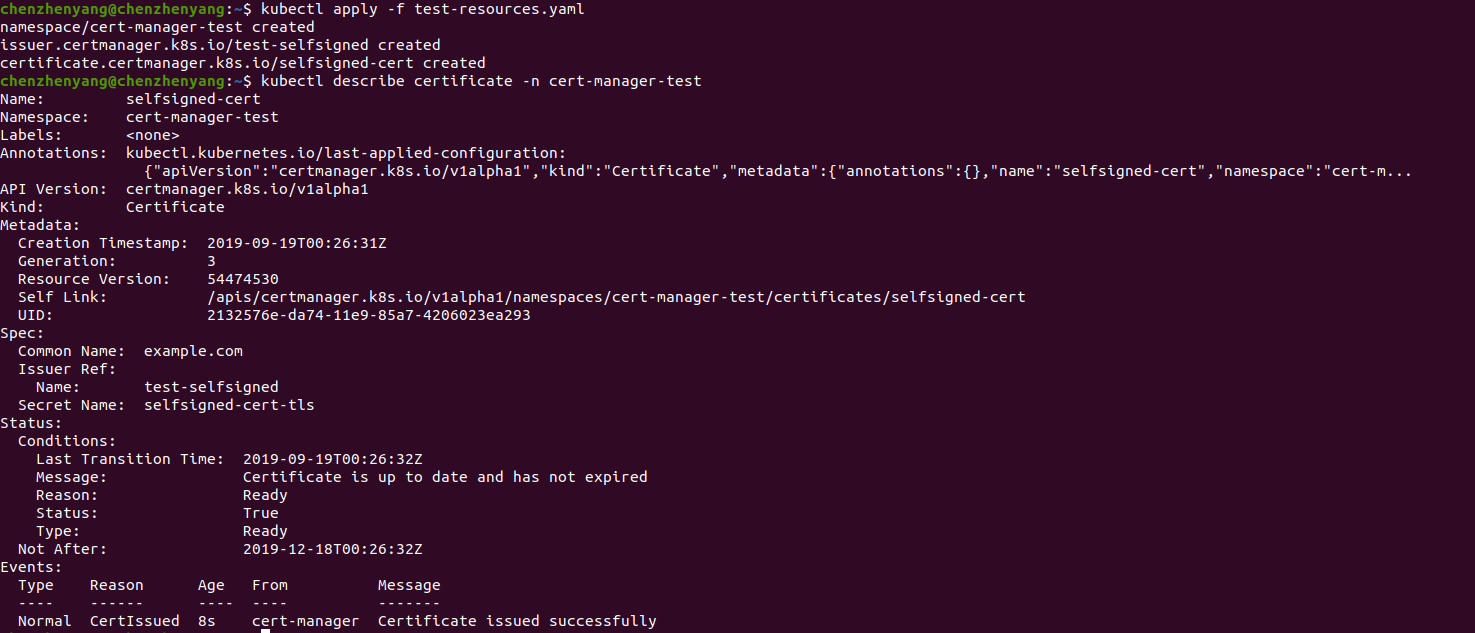 chenzhenyang@chenzhenyang:~$ kubectl apply -f test-resources.yaml
namespace/cert-manager-test created
issuer.certmanager.k8s.io/test-selfsigned created
certificate.certmanager.k8s.io/selfsigned-cert created
chenzhenyang@chenzhenyang:~$ kubectl describe certificate -n cert-manager-test
Name:         selfsigned-cert
Namespace:    cert-manager-test
Labels:       <none>
Annotations:  kubectl.kubernetes.io/last-applied-configuration:
                {"apiVersion":"certmanager.k8s.io/v1alpha1","kind":"Certificate","metadata":{"annotations":{},"name":"selfsigned-cert","namespace":"cert-m...
API Version:  certmanager.k8s.io/v1alpha1
Kind:         Certificate
Metadata:
  Creation Timestamp:  2019-09-19T00:26:31Z
  Generation:          3
  Resource Version:    54474530
  Self Link:           /apis/certmanager.k8s.io/v1alpha1/namespaces/cert-manager-test/certificates/selfsigned-cert
  UID:                 2132576e-da74-11e9-85a7-4206023ea293
Spec:
  Common Name:  example.com
  Issuer Ref:
    Name:       test-selfsigned
  Secret Name:  selfsigned-cert-tls
Status:
  Conditions:
    Last Transition Time:  2019-09-19T00:26:32Z
    Message:               Certificate is up to date and has not expired
    Reason:                Ready
    Status:                True
    Type:                  Ready
  Not After:               2019-12-18T00:26:32Z
Events:
  Type    Reason      Age   From          Message
  ----    ------      ----  ----          -------
  Normal  CertIssued  8s    cert-manager  Certificate issued successfully